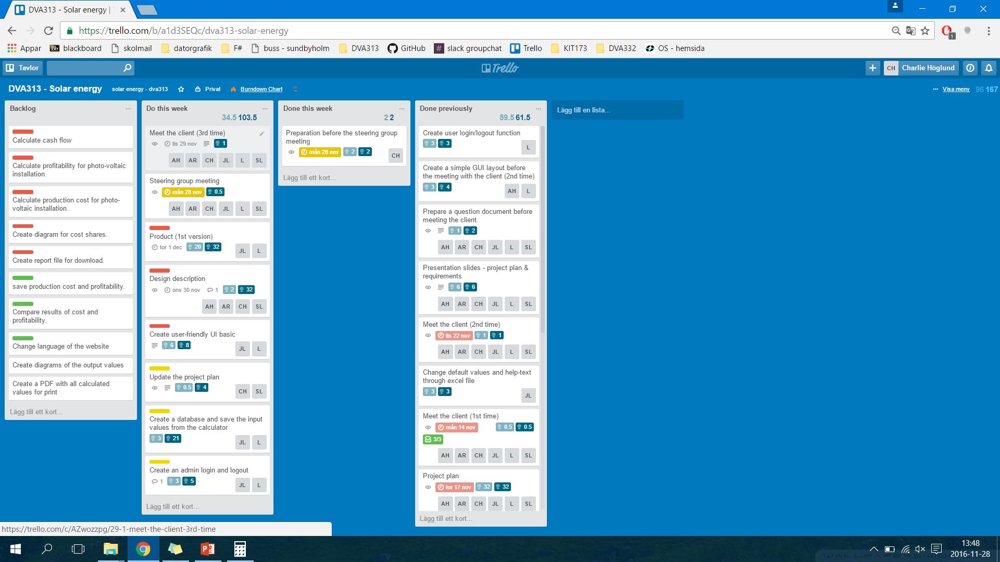 DVA313 - Solar energy |
https://trello.com/b/a1d3SEQc/dva313-solar-energy
1
Appar
blackboard
skolmail
datorgrafik
F#
buss - sundbyholm
DVA313
GitHub
slack groupchat
Trello
KIT173
DVA332
OS - hemsida
Tavlor
Trello
CH Charlie Höglund
DVA313 - Solar energy
solar energy - dva313
Privat
Burndown Chart
... Visa meny
96 167
Backlog
Calculate cash flow
Calculate profitability for photo-voltaic
installation.
Calculate production cost for photo-
voltaic installation.
Create diagram for cost shares.
Create report file for download.
save production cost and profitability.
Compare results of cost and
profitability.
Change language of the website
Create diagrams of the output values
Create a PDF with all calculated
values for print
Lägg till ett kort...
Do this week
34.5 103.5
Meet the client (3rd time)
tis 29 nov 1
AH AR CH JL L SL
Steering group meeting
mån 28 nov 0.5
AH AR CH JL L SL
Product (1st version)
tor 1 dec 20 32
JL L
Design description
ons 30 nov 1 2 32
AH AR CH SL
Create user-friendly UI basic
6 8
JL L
Update the project plan
0.5 4
CH SL
Create a database and save the input
values from the calculator
3 21
JL L
Create an admin login and logout
1 3 5
JL L
Lägg till ett kort...
Done this week
2 2
Preparation before the steering group
meeting
mån 28 nov 2 2
CH
Lägg till ett kort...
Done previously
59.5 61.5
Create user login/logout function
3 3
L
Create a simple GUI layout before
the meeting with the client (2nd time)
3 4
AH L
Prepare a question document before
meeting the client.
1 2
AH AR CH JL L SL
Presentation slides - project plan &
requirements
6 6
AH AR CH JL L SL
Meet the client (2nd time)
tis 22 nov 1 1
AH AR CH JL L SL
Change default values and help-text
through excel file
3 3
JL
Meet the client (1st time)
mån 14 nov 0.5 0.5
3/3
AH AR CH JL L SL
Project plan
tor 17 nov 32 32
AH AR CH JL L SL
Lägg till ett kort...
Lägg till en lista...
https://trello.com/c/AZwozzpg/29-1-meet-the-client-3rd-time
13:48
2016-11-28